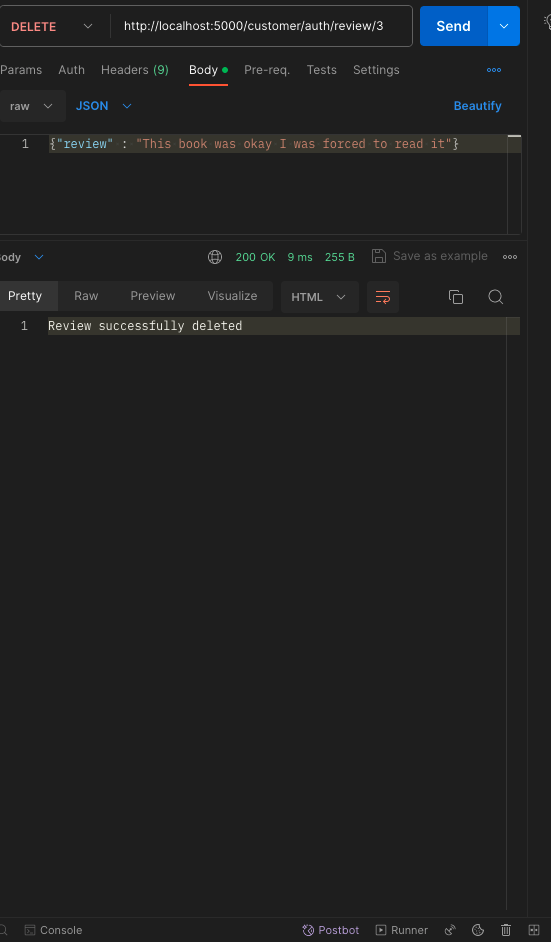 DELETE http://localhost:5000/customer/auth/review/3 Send
Params Auth Headers (9) Body Pre-req. Tests Settings
raw JSON Beautify
1 {"review" : "This book was okay I was forced to read it"}
ody 200 OK 9 ms 255 B Save as example
Pretty Raw Preview Visualize HTML
1 Review successfully deleted
Console Postbot Runner